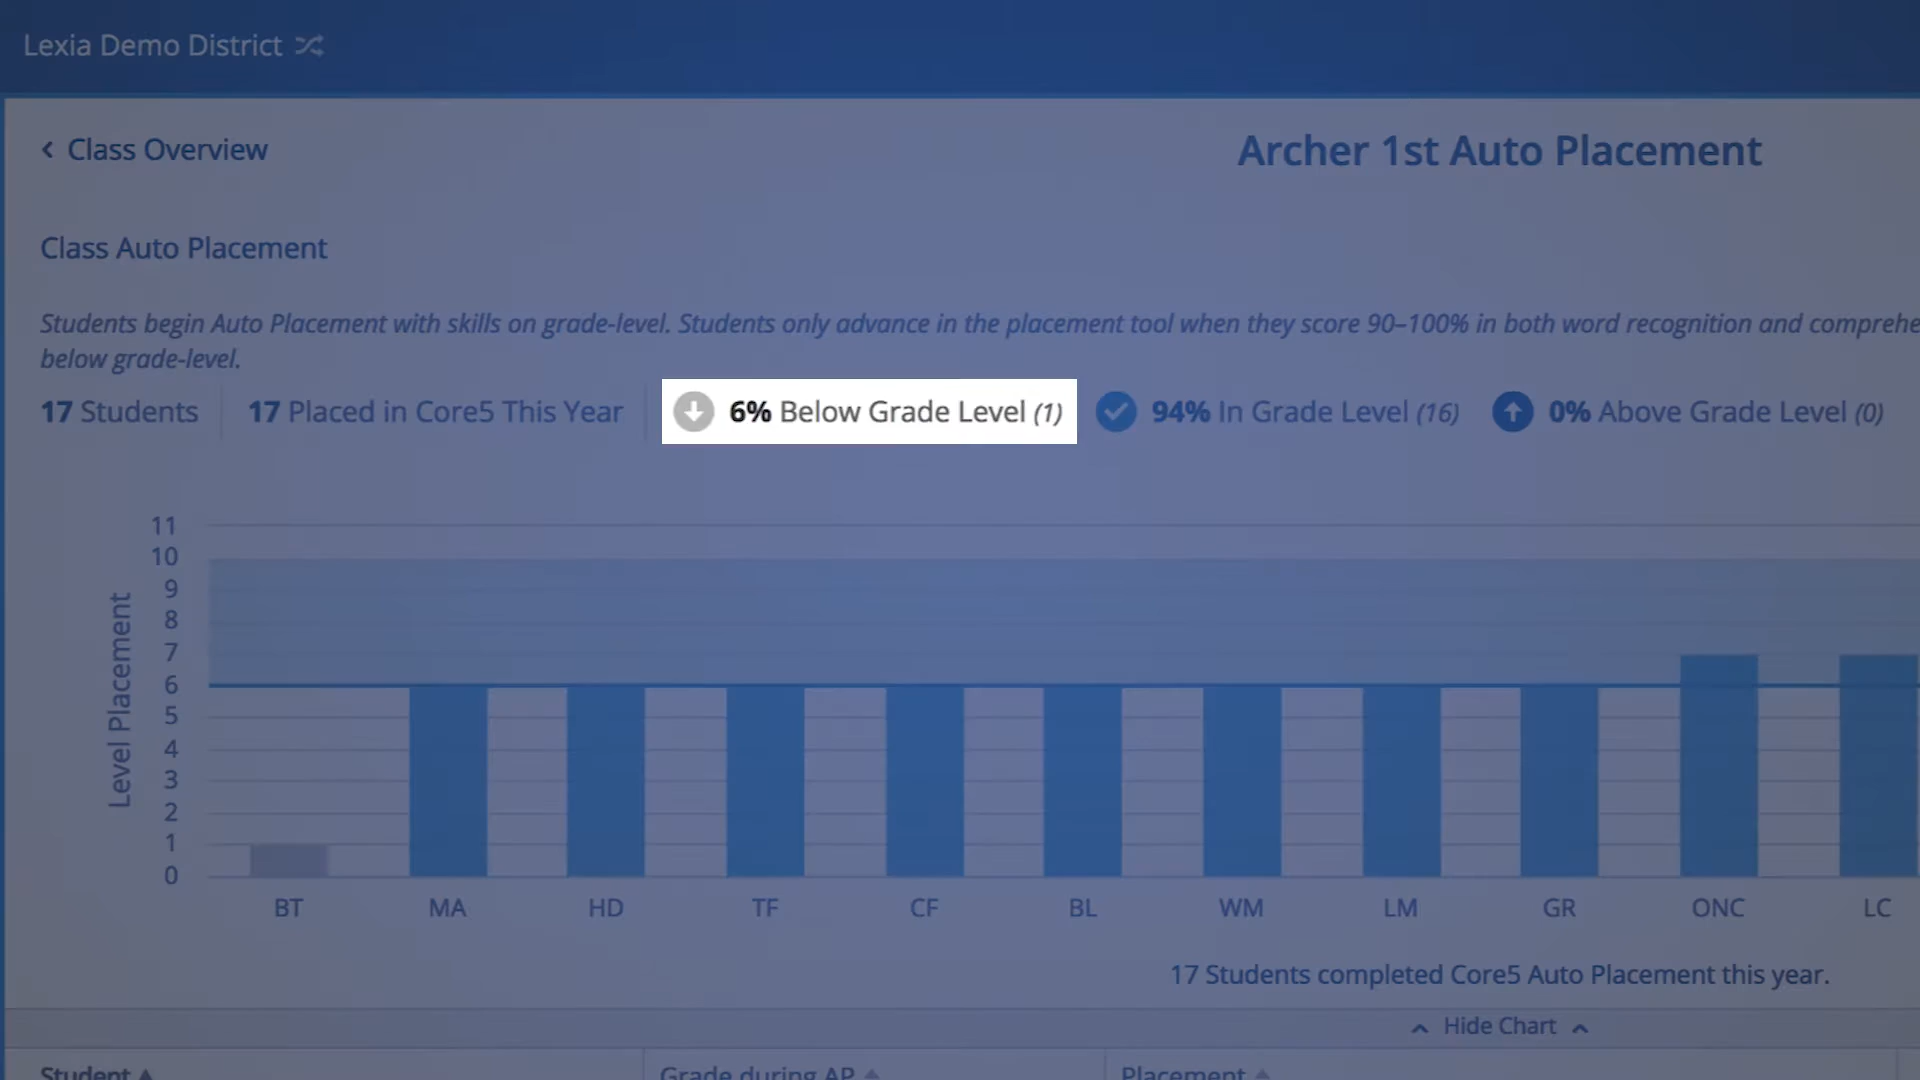 Lexia Demo District
Class Overview
Archer 1st Auto Placement
Class Auto Placement
Students begin Auto Placement with skills on grade-level. Students only advance in the placement tool when they score 90–100% in both word recognition and comprehe
below grade-level.
17 Students
17 Placed in Core5 This Year
6% Below Grade Level (1)
94% In Grade Level (16)
0% Above Grade Level (0)
11
10
9
8
7
6
5
4
3
2
1
0
Level Placement
BT MA HD TF CF BL WM LM GR ONC LC
17 Students completed Core5 Auto Placement this year.
Hide Chart
Student
Grade during AP
Placement